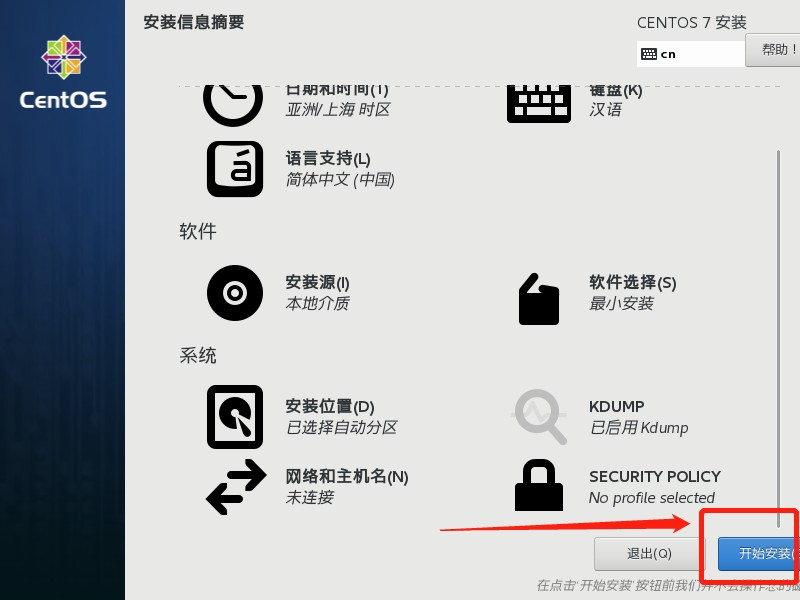 CentOS
安装信息摘要
CENTOS 7 安装
cn
帮助！
日期和时间(T)
亚洲/上海 时区
键盘(K)
汉语
á
语言支持(L)
简体中文 (中国)
软件
安装源(I)
本地介质
软件选择(S)
最小安装
系统
安装位置(D)
已选择自动分区
KDUMP
已启用 Kdump
网络和主机名(N)
未连接
SECURITY POLICY
No profile selected
退出(Q)
开始安装(
在点击‘开始安装’按钮前我们并不会操作您的磁